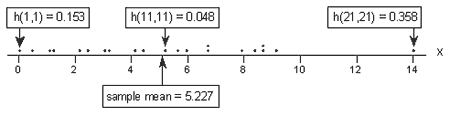 h(1,1) = 0.153 h(11,11) = 0.048 h(21,21) = 0.358
x
0 2 4 6 8 10 12 14
sample mean = 5.227